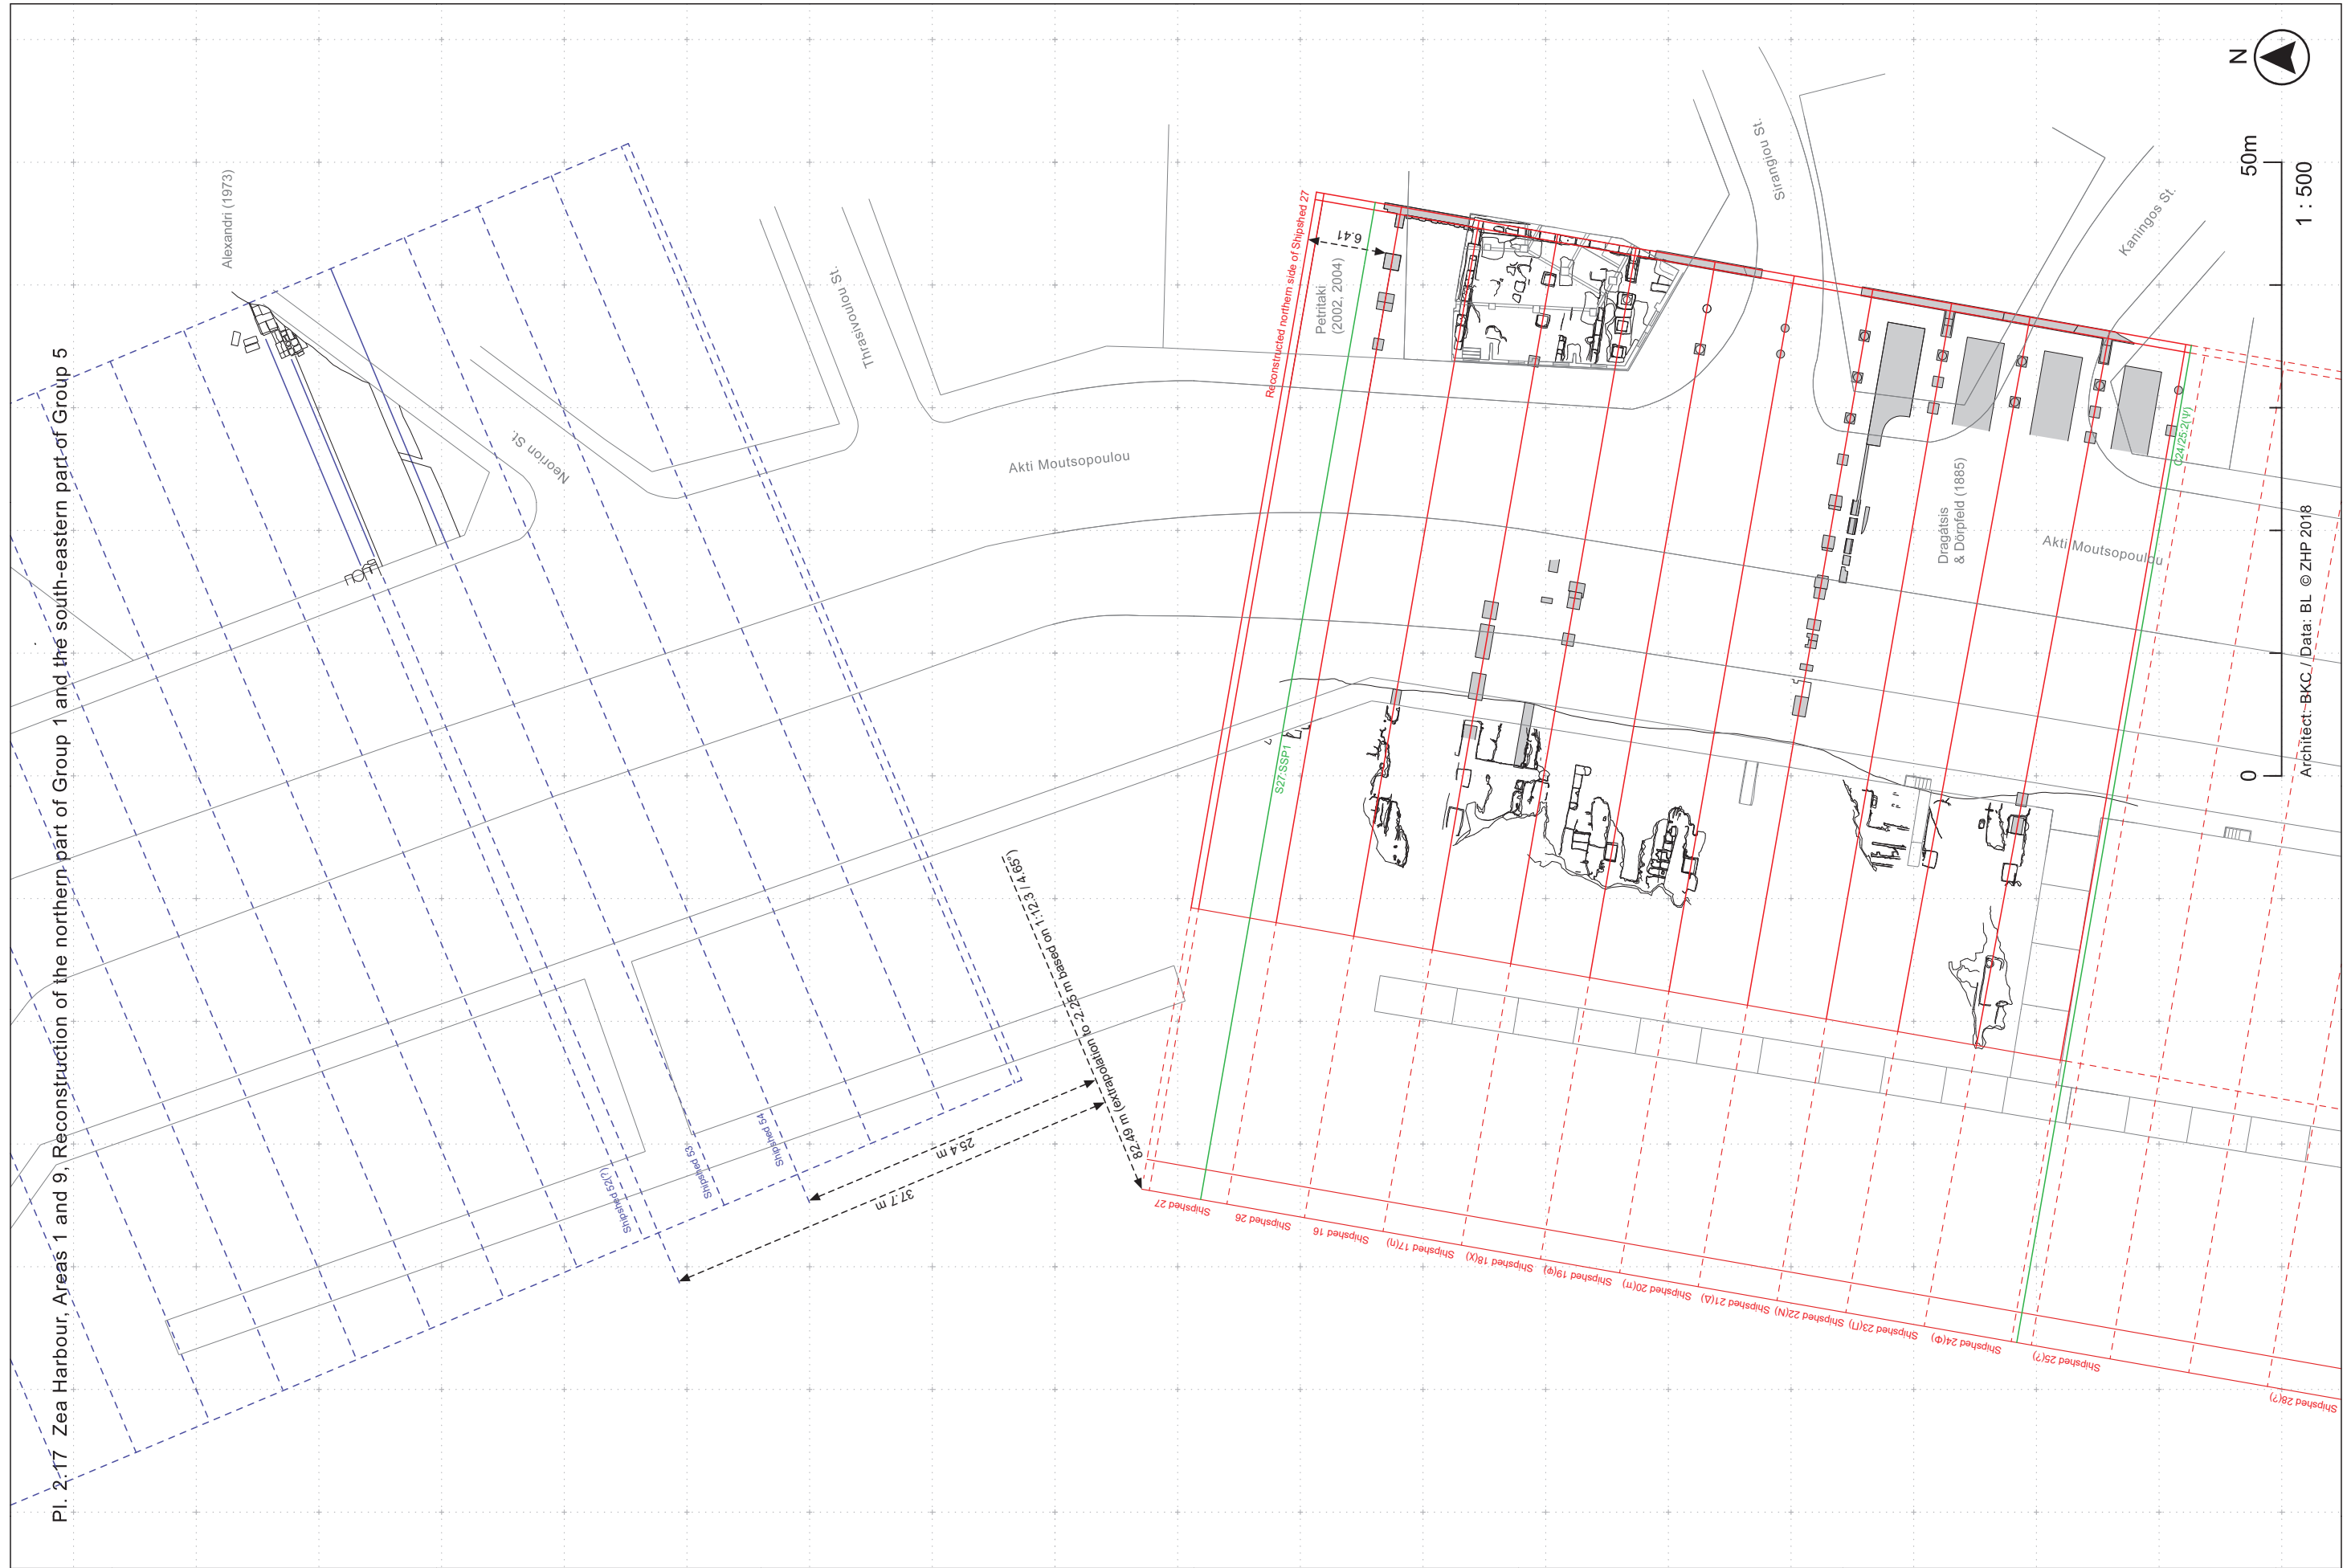 Pl. 2.17 Zea Harbour, Areas 1 and 9, Reconstruction of the northern part of Group 1 and the south-eastern part of Group 5
Alexandri (1973)
Neorion St.
Thrasivoulou St.
Akti Moutsopoulou
Sirangiou St.
Kaningos St.
N
50m
0
1 : 500
Reconstructed northern side of Shipshed 27
6.41
Petritaki
(2002, 2004)
S27:SSP1
C24/25.2(Ψ)
Dragátsis
& Dörpfeld (1885)
Akti Moutsopoulou
Architect: BKC / Data: BL © ZHP 2018
82.49 m (extrapolation to -2.25 m based on 1:12.3 / 4.65°)
25.4 m
37.7 m
Shipshed 52(?)
Shipshed 53
Shipshed 54
Shipshed 27
Shipshed 26
Shipshed 16
Shipshed 17(η)
Shipshed 18(χ)
Shipshed 19(φ)
Shipshed 20(π)
Shipshed 21(Δ)
Shipshed 22(N)
Shipshed 23(Π)
Shipshed 24(Φ)
Shipshed 25(?)
Shipshed 28(?)